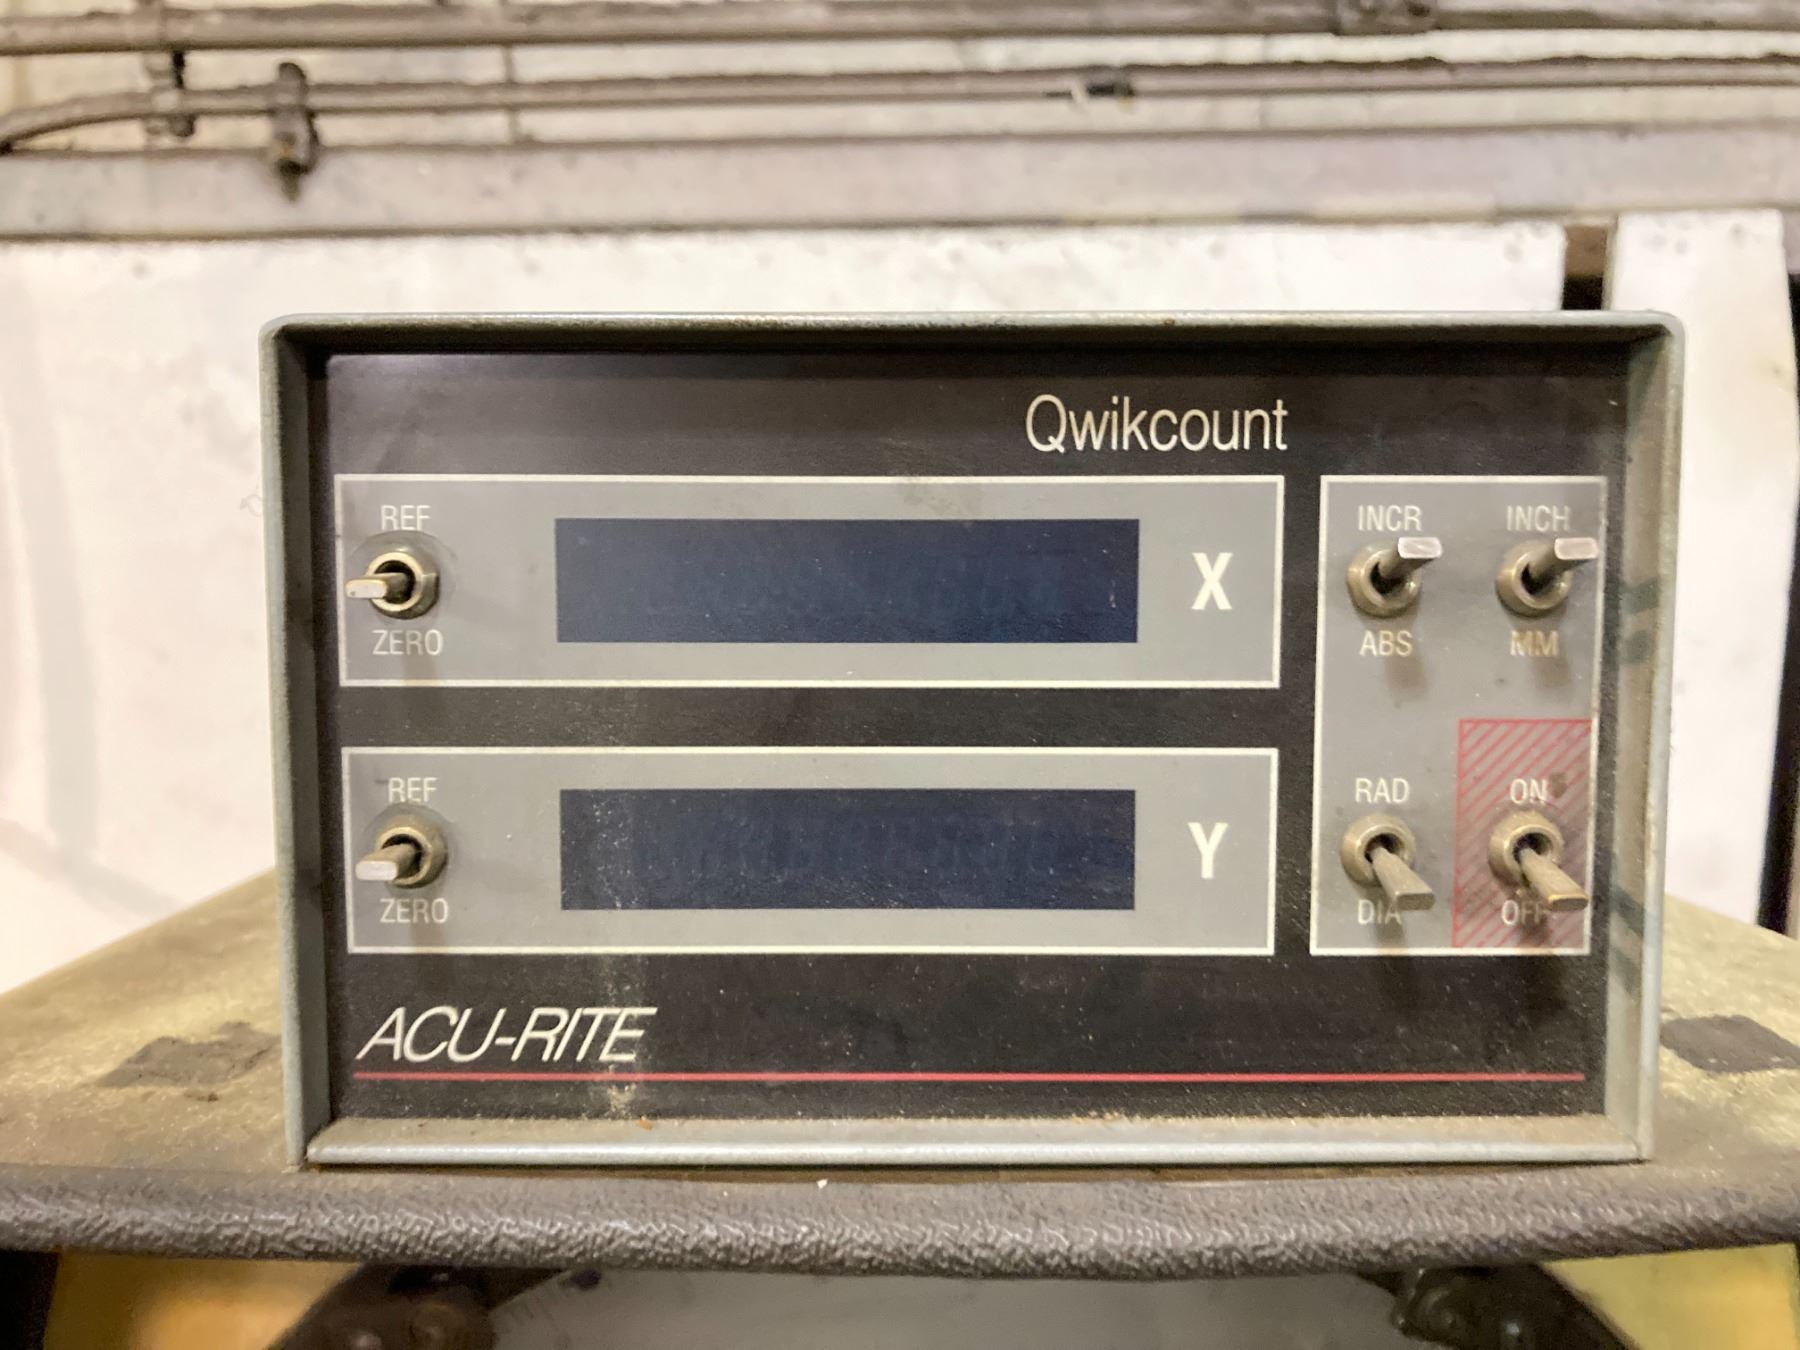 Qwikcount
REF
ZERO
X
INCR
ABS
INCH
MM
REF
ZERO
Y
RAD
DIA
ON
OFF
ACU-RITE